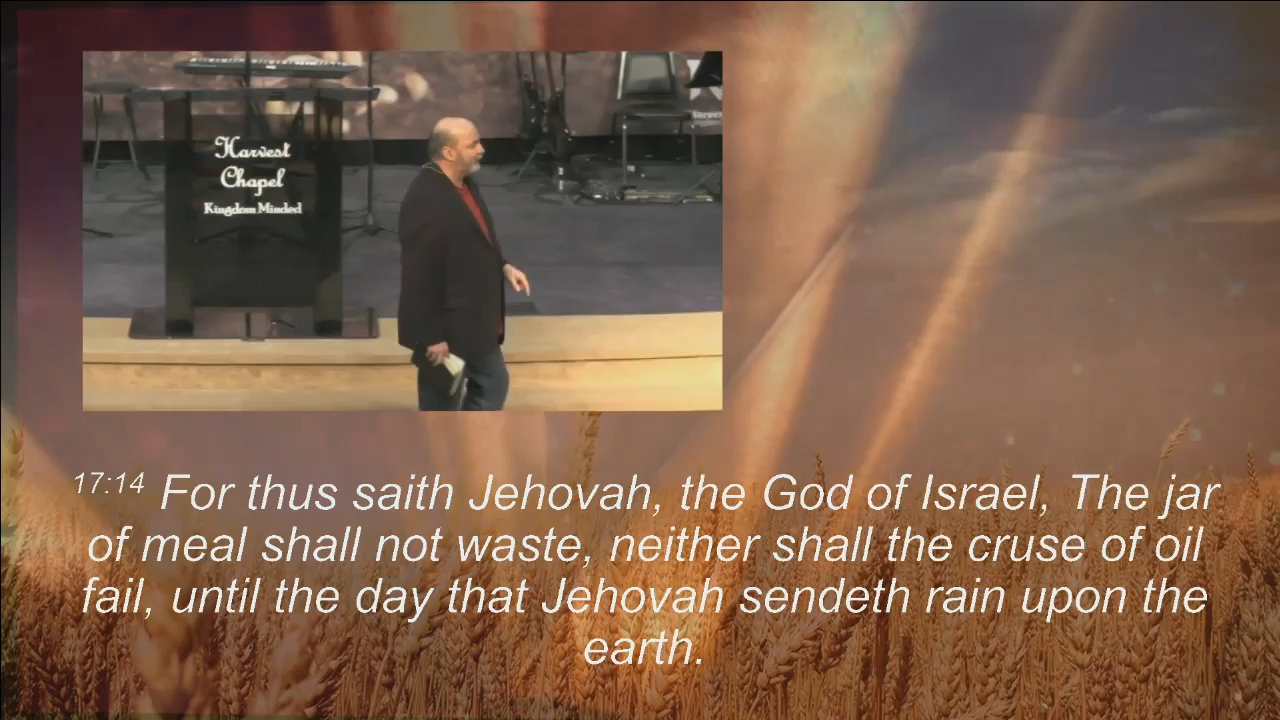 Harvest
Chapel
Kingdom Minded
17:14 For thus saith Jehovah, the God of Israel, The jar
of meal shall not waste, neither shall the cruse of oil
fail, until the day that Jehovah sendeth rain upon the
earth.